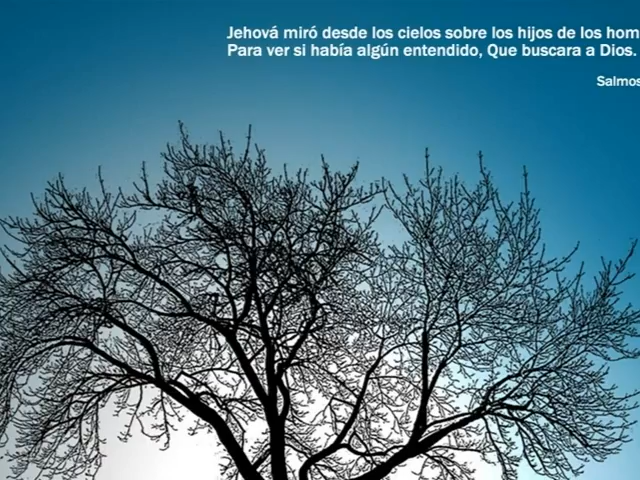 Jehová miró desde los cielos sobre los hijos de los hom
Para ver si había algún entendido, Que buscara a Dios.
Salmos